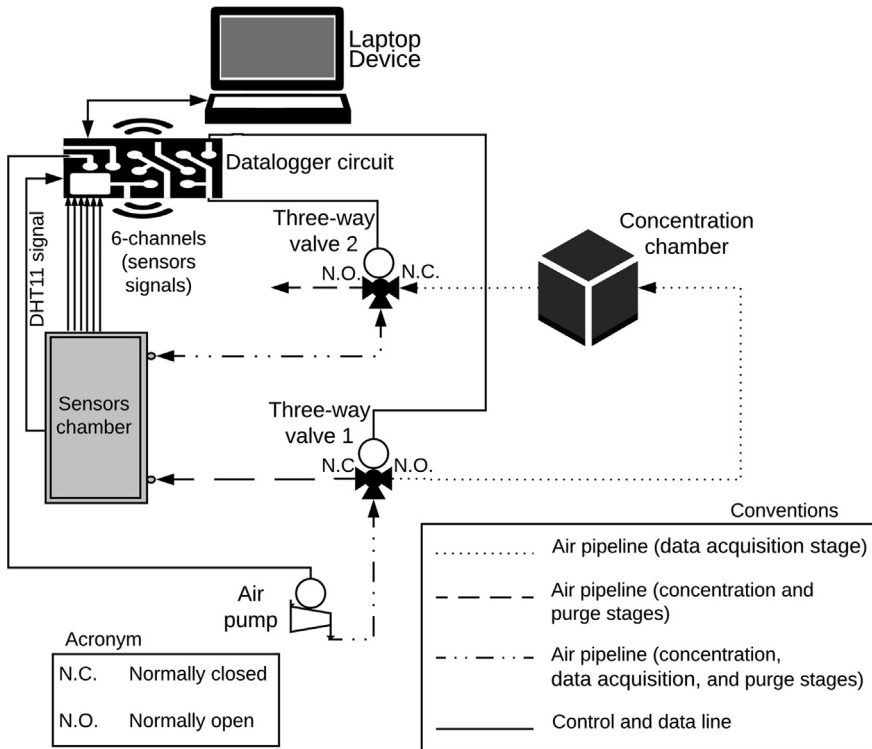 Laptop
Device
Datalogger circuit
DHT11 signal
6-channels
(sensors
signals)
Three-way
valve 2
N.O.
N.C.
Concentration
chamber
Sensors
chamber
Three-way
valve 1
N.C
N.O.
Air
pump
Acronym
N.C. Normally closed
N.O. Normally open
Conventions
Air pipeline (data acquisition stage)
Air pipeline (concentration and
purge stages)
Air pipeline (concentration,
data acquisition, and purge stages)
Control and data line